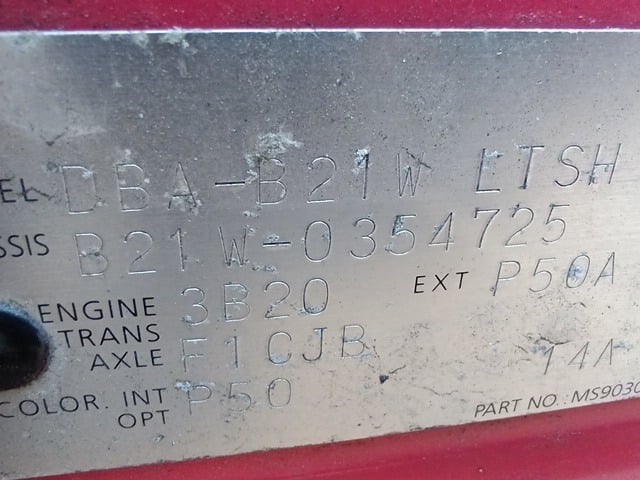 EL DBA-B21W LTSH
SSIS B21W-0354725
ENGINE 3B20 EXT P50A
TRANS
AXLE F1CJB
COLOR. INT P50 14A
OPT
PART NO.: MS9030